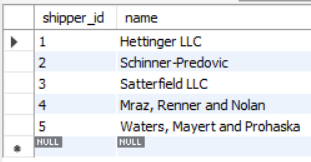 shipper_id name
1 Hettinger LLC
2 Schinner-Predovic
3 Satterfield LLC
4 Mraz, Renner and Nolan
5 Waters, Mayert and Prohaska
NULL NULL